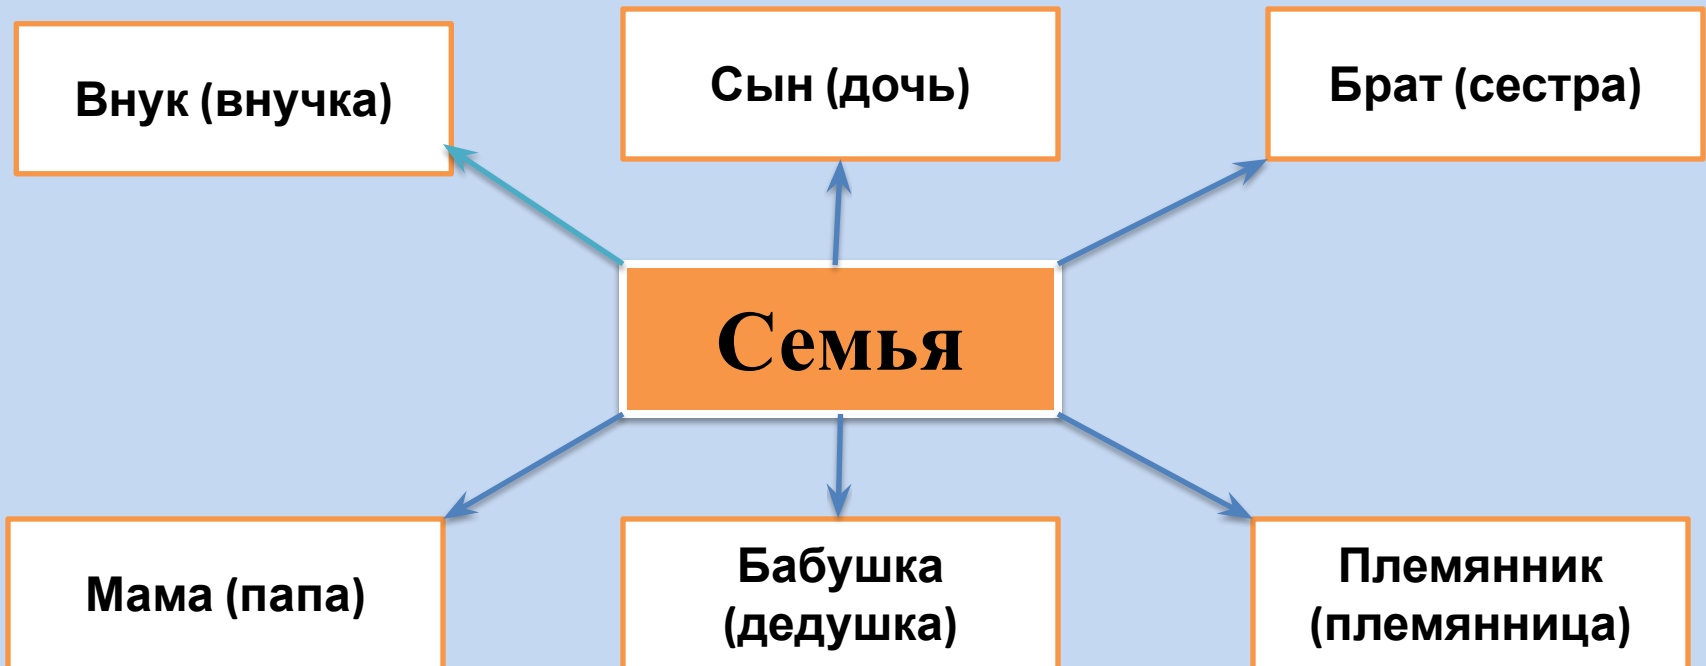 Внук (внучка)
Сын (дочь)
Брат (сестра)
Семья
Мама (папа)
Бабушка
(дедушка)
Племянник
(племянница)